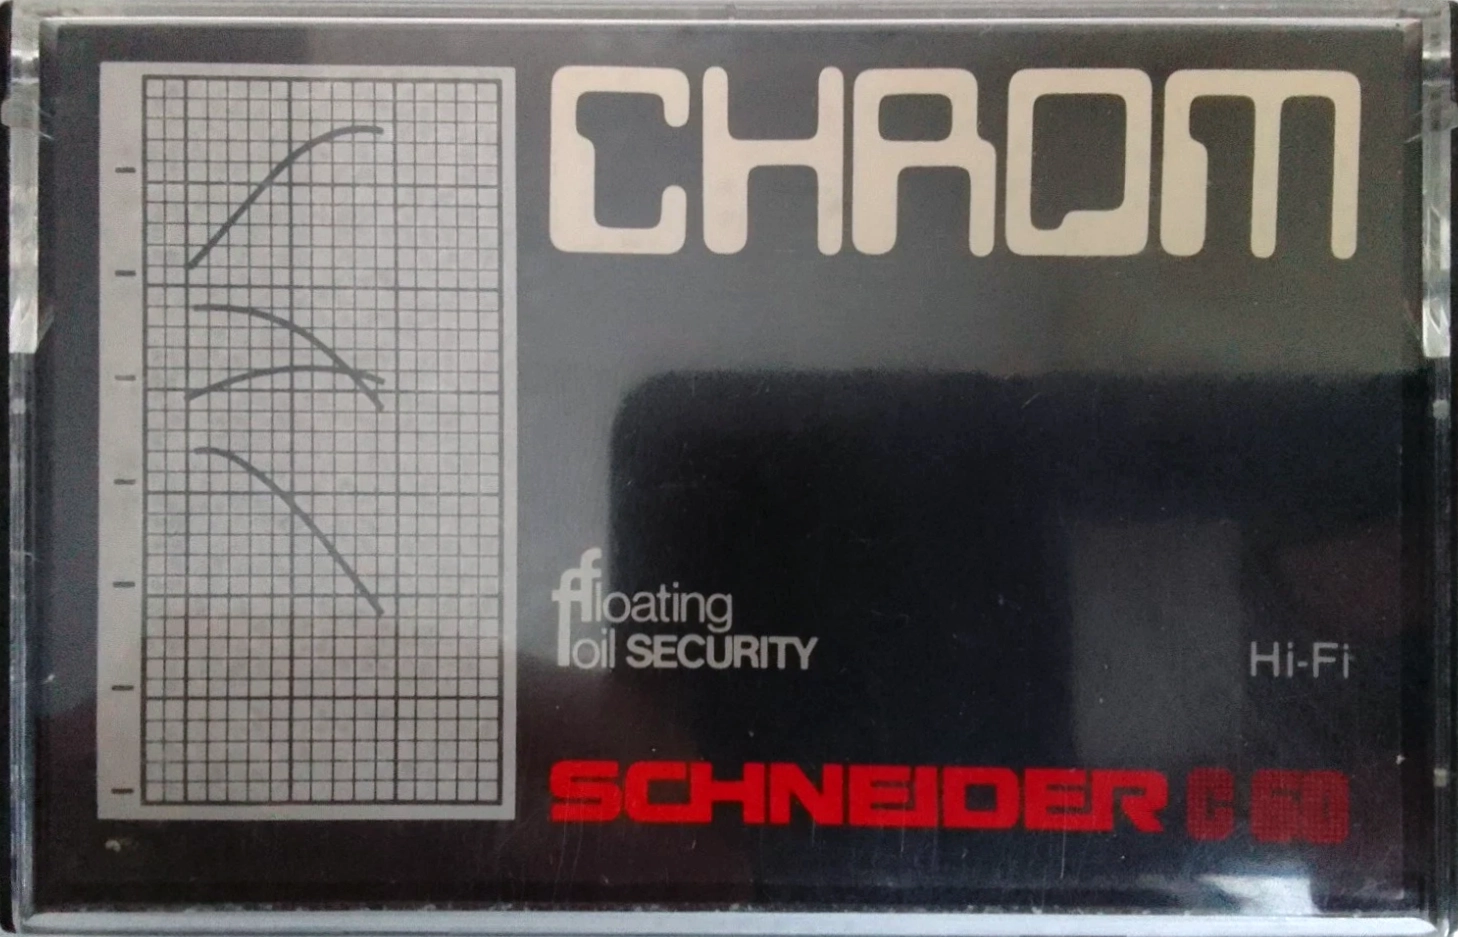 CHROM
floating
foil SECURITY
Hi-Fi
SCHNEIDER C 60